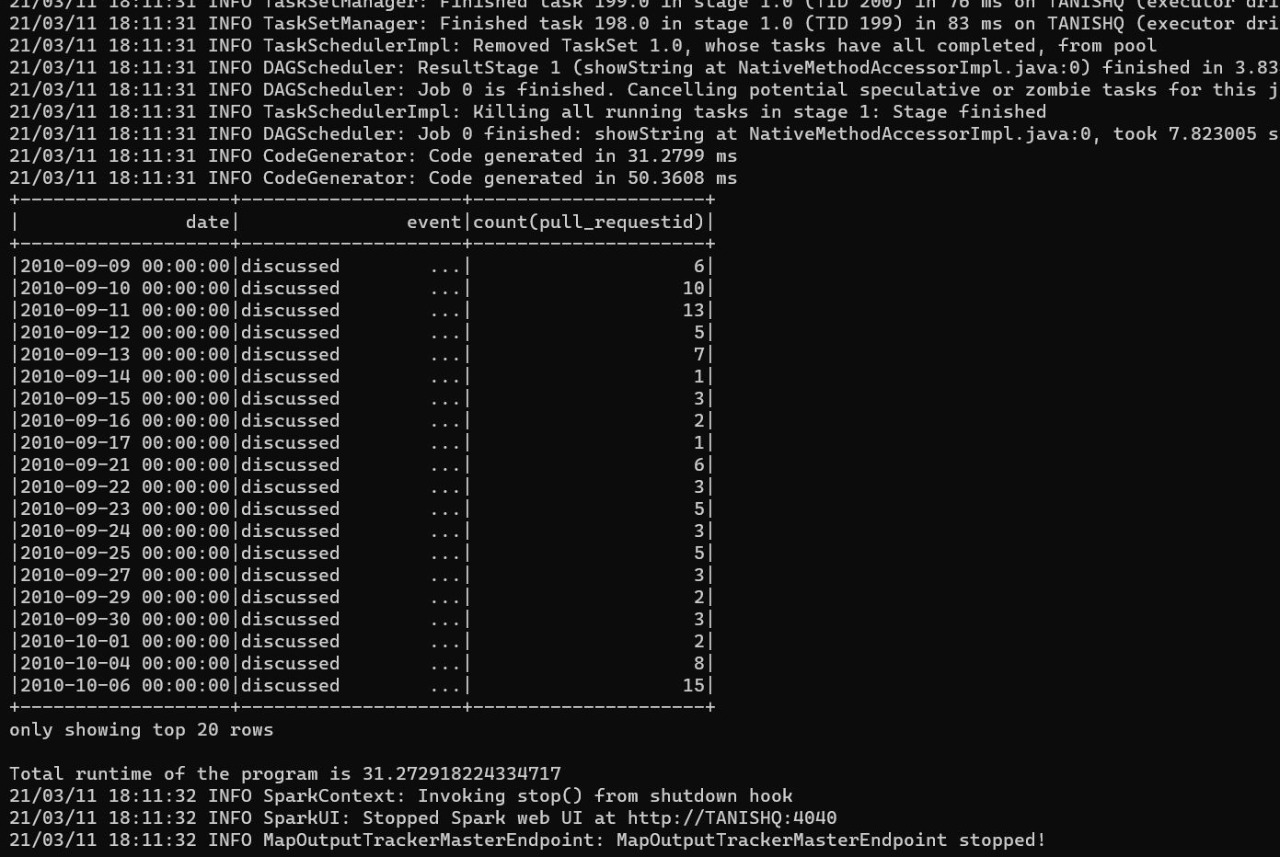 21/03/11 18:11:31 INFO TaskSetManager: Finished task 199.0 in stage 1.0 (TID 200) in 76 ms on TANISHQ (executor dri
21/03/11 18:11:31 INFO TaskSetManager: Finished task 198.0 in stage 1.0 (TID 199) in 83 ms on TANISHQ (executor dri
21/03/11 18:11:31 INFO TaskSchedulerImpl: Removed TaskSet 1.0, whose tasks have all completed, from pool
21/03/11 18:11:31 INFO DAGScheduler: ResultStage 1 (showString at NativeMethodAccessorImpl.java:0) finished in 3.83
21/03/11 18:11:31 INFO DAGScheduler: Job 0 is finished. Cancelling potential speculative or zombie tasks for this j
21/03/11 18:11:31 INFO TaskSchedulerImpl: Killing all running tasks in stage 1: Stage finished
21/03/11 18:11:31 INFO DAGScheduler: Job 0 finished: showString at NativeMethodAccessorImpl.java:0, took 7.823005 s
21/03/11 18:11:31 INFO CodeGenerator: Code generated in 31.2799 ms
21/03/11 18:11:31 INFO CodeGenerator: Code generated in 50.3608 ms
+-------------------+--------------------+---------------------+
|               date|               event|count(pull_requestid)|
+-------------------+--------------------+---------------------+
|2010-09-09 00:00:00|discussed        ...|                    6|
|2010-09-10 00:00:00|discussed        ...|                   10|
|2010-09-11 00:00:00|discussed        ...|                   13|
|2010-09-12 00:00:00|discussed        ...|                    5|
|2010-09-13 00:00:00|discussed        ...|                    7|
|2010-09-14 00:00:00|discussed        ...|                    1|
|2010-09-15 00:00:00|discussed        ...|                    3|
|2010-09-16 00:00:00|discussed        ...|                    2|
|2010-09-17 00:00:00|discussed        ...|                    1|
|2010-09-21 00:00:00|discussed        ...|                    6|
|2010-09-22 00:00:00|discussed        ...|                    3|
|2010-09-23 00:00:00|discussed        ...|                    5|
|2010-09-24 00:00:00|discussed        ...|                    3|
|2010-09-25 00:00:00|discussed        ...|                    5|
|2010-09-27 00:00:00|discussed        ...|                    3|
|2010-09-29 00:00:00|discussed        ...|                    2|
|2010-09-30 00:00:00|discussed        ...|                    3|
|2010-10-01 00:00:00|discussed        ...|                    2|
|2010-10-04 00:00:00|discussed        ...|                    8|
|2010-10-06 00:00:00|discussed        ...|                   15|
+-------------------+--------------------+---------------------+
only showing top 20 rows
Total runtime of the program is 31.272918224334717
21/03/11 18:11:32 INFO SparkContext: Invoking stop() from shutdown hook
21/03/11 18:11:32 INFO SparkUI: Stopped Spark web UI at http://TANISHQ:4040
21/03/11 18:11:32 INFO MapOutputTrackerMasterEndpoint: MapOutputTrackerMasterEndpoint stopped!